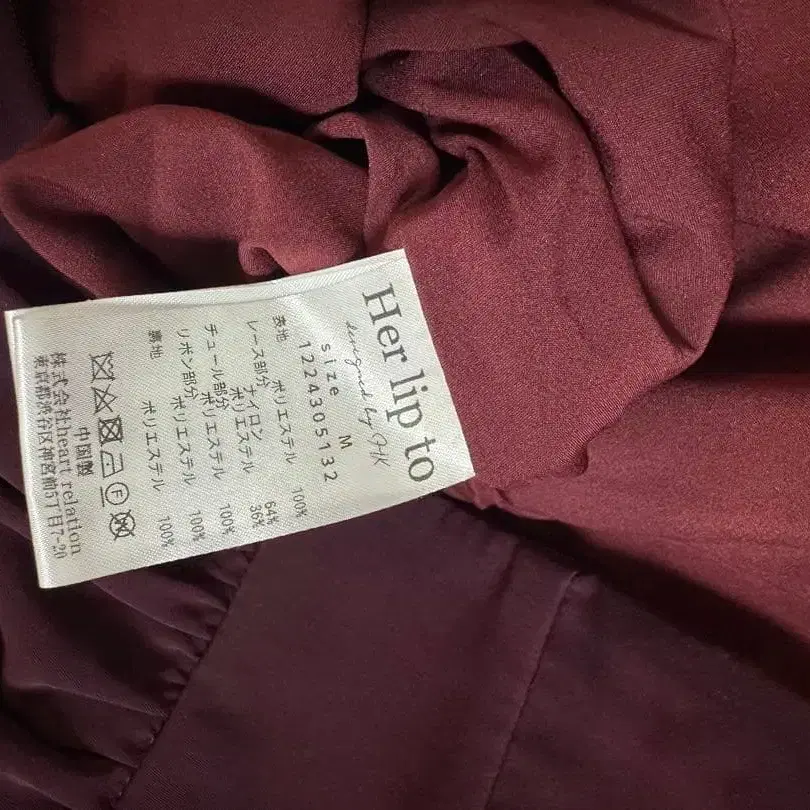 Her lip to
designed by OHK
size M
1224305132
表地 ポリエステル 100%
レース部分 ナイロン 64%
ポリエステル 36%
チュール部分 ポリエステル 100%
リボン部分 ポリエステル 100%
裏地 ポリエステル 100%
中国製
株式会社heart relation
東京都渋谷区神宮前5丁目7-20